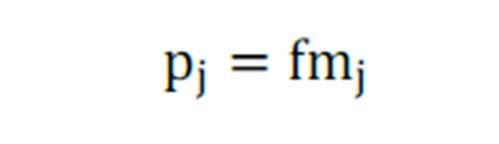 pⱼ = fmⱼ